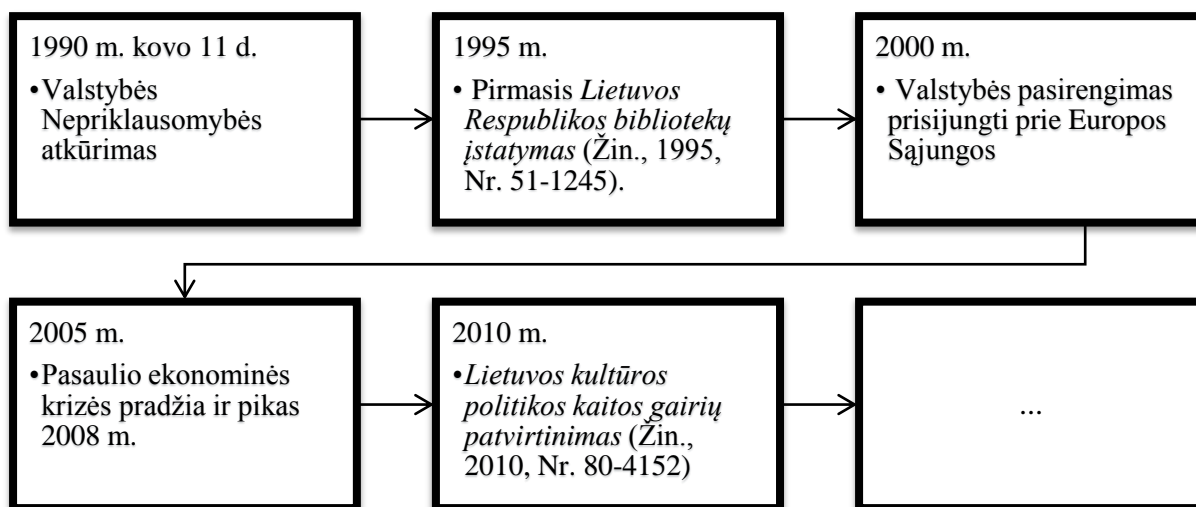 1990 m. kovo 11 d.
•Valstybės
Nepriklausomybės
atkūrimas
1995 m.
• Pirmasis Lietuvos
Respublikos bibliotekų
įstatymas (Žin., 1995,
Nr. 51-1245).
2000 m.
• Valstybės pasirengimas
prisijungti prie Europos
Sąjungos
2005 m.
•Pasaulio ekonominės
krizės pradžia ir pikas
2008 m.
2010 m.
•Lietuvos kultūros
politikos kaitos gairių
patvirtinimas (Žin.,
2010, Nr. 80-4152)
...